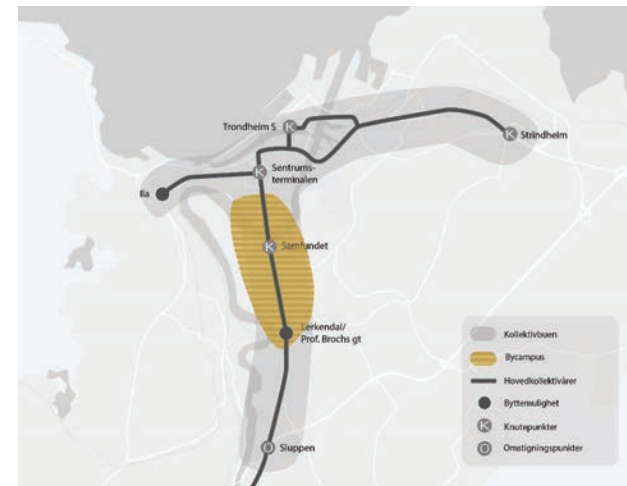 Trondheim S
K
K
Strindheim
Sentrums-
terminalen
K
Ila
K
Samfundet
Lerkendal/
Prof. Brochs gt
O
Sluppen
Kollektivbuen
Bycampus
Hovedkollektivårer
Byttemulighet
K
Knutepunkter
O
Omstigningspunkter